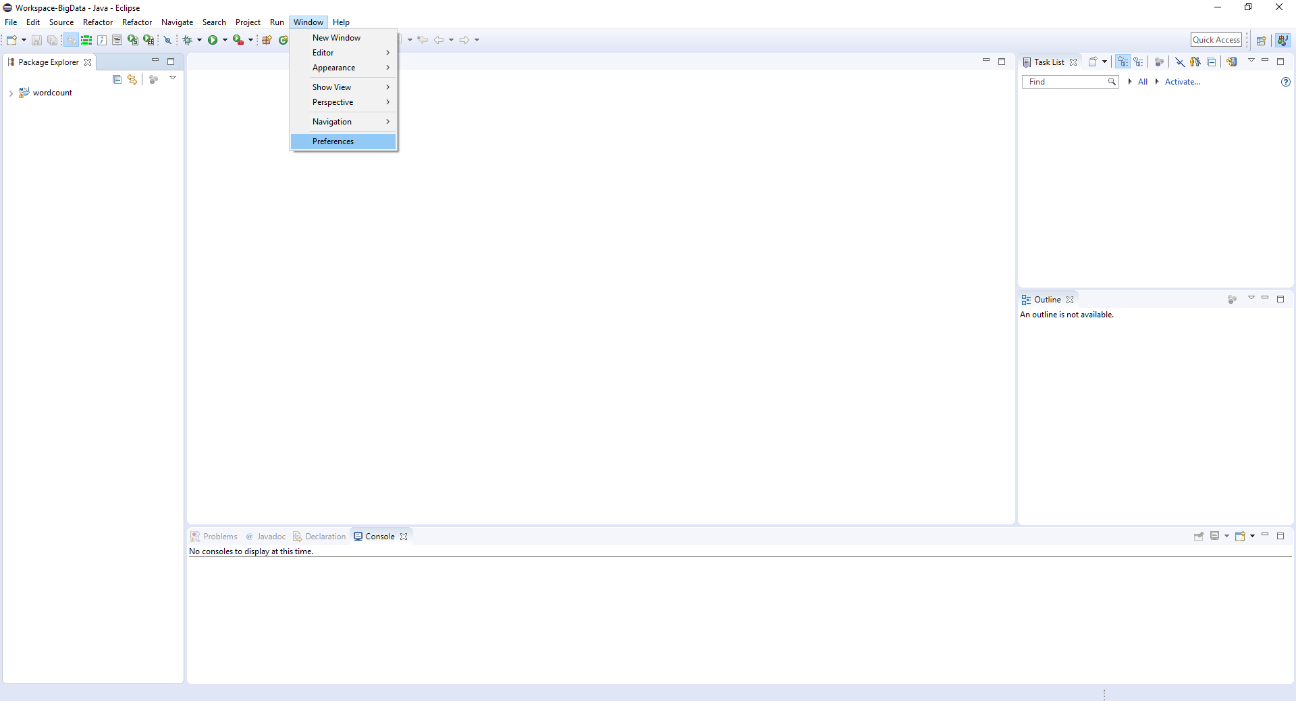 Workspace-BigData - Java - Eclipse
File Edit Source Refactor Refactor Navigate Search Project Run Window Help
Quick Access
New Window
Editor
Appearance
Show View
Perspective
Navigation
Preferences
Package Explorer
wordcount
Task List
Find All Activate...
Outline
An outline is not available.
Problems @ Javadoc Declaration Console
No consoles to display at this time.